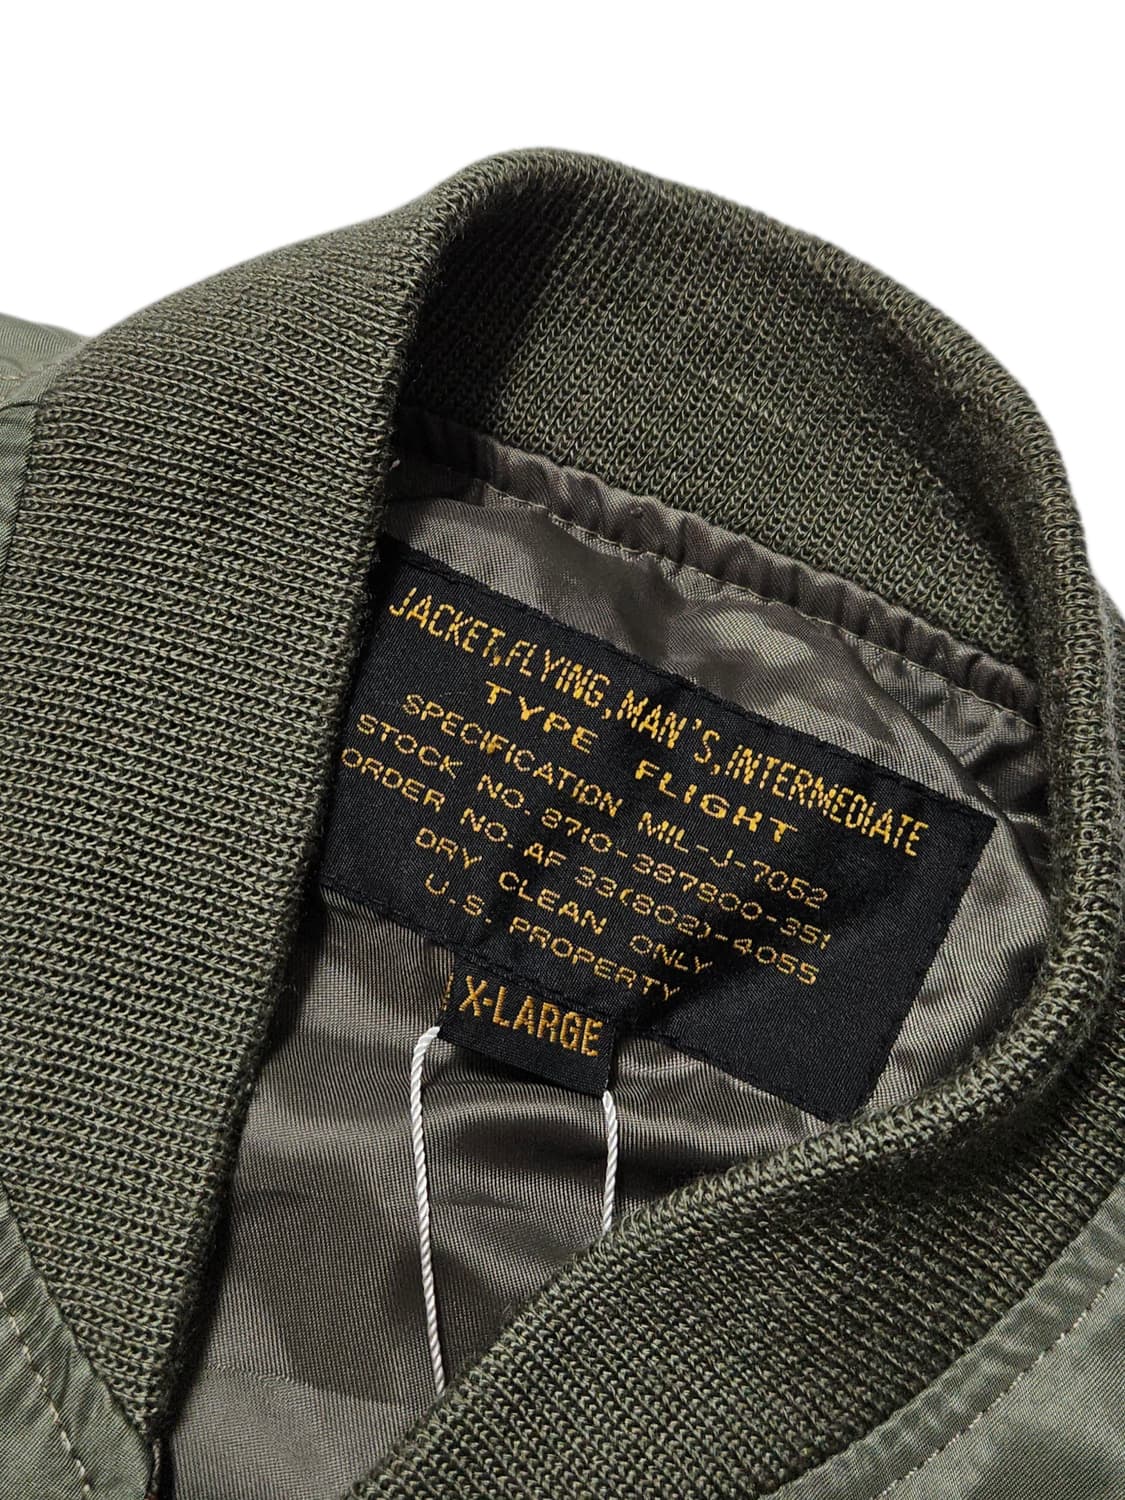 JACKET,FLYING,MAN'S,INTERMEDIATE
TYPE FLIGHT
SPECIFICATION MIL-J-7052
STOCK NO.8710-387900-351
ORDER NO.AF 33(802)-4055
DRY CLEAN ONLY
U.S. PROPERTY
X-LARGE